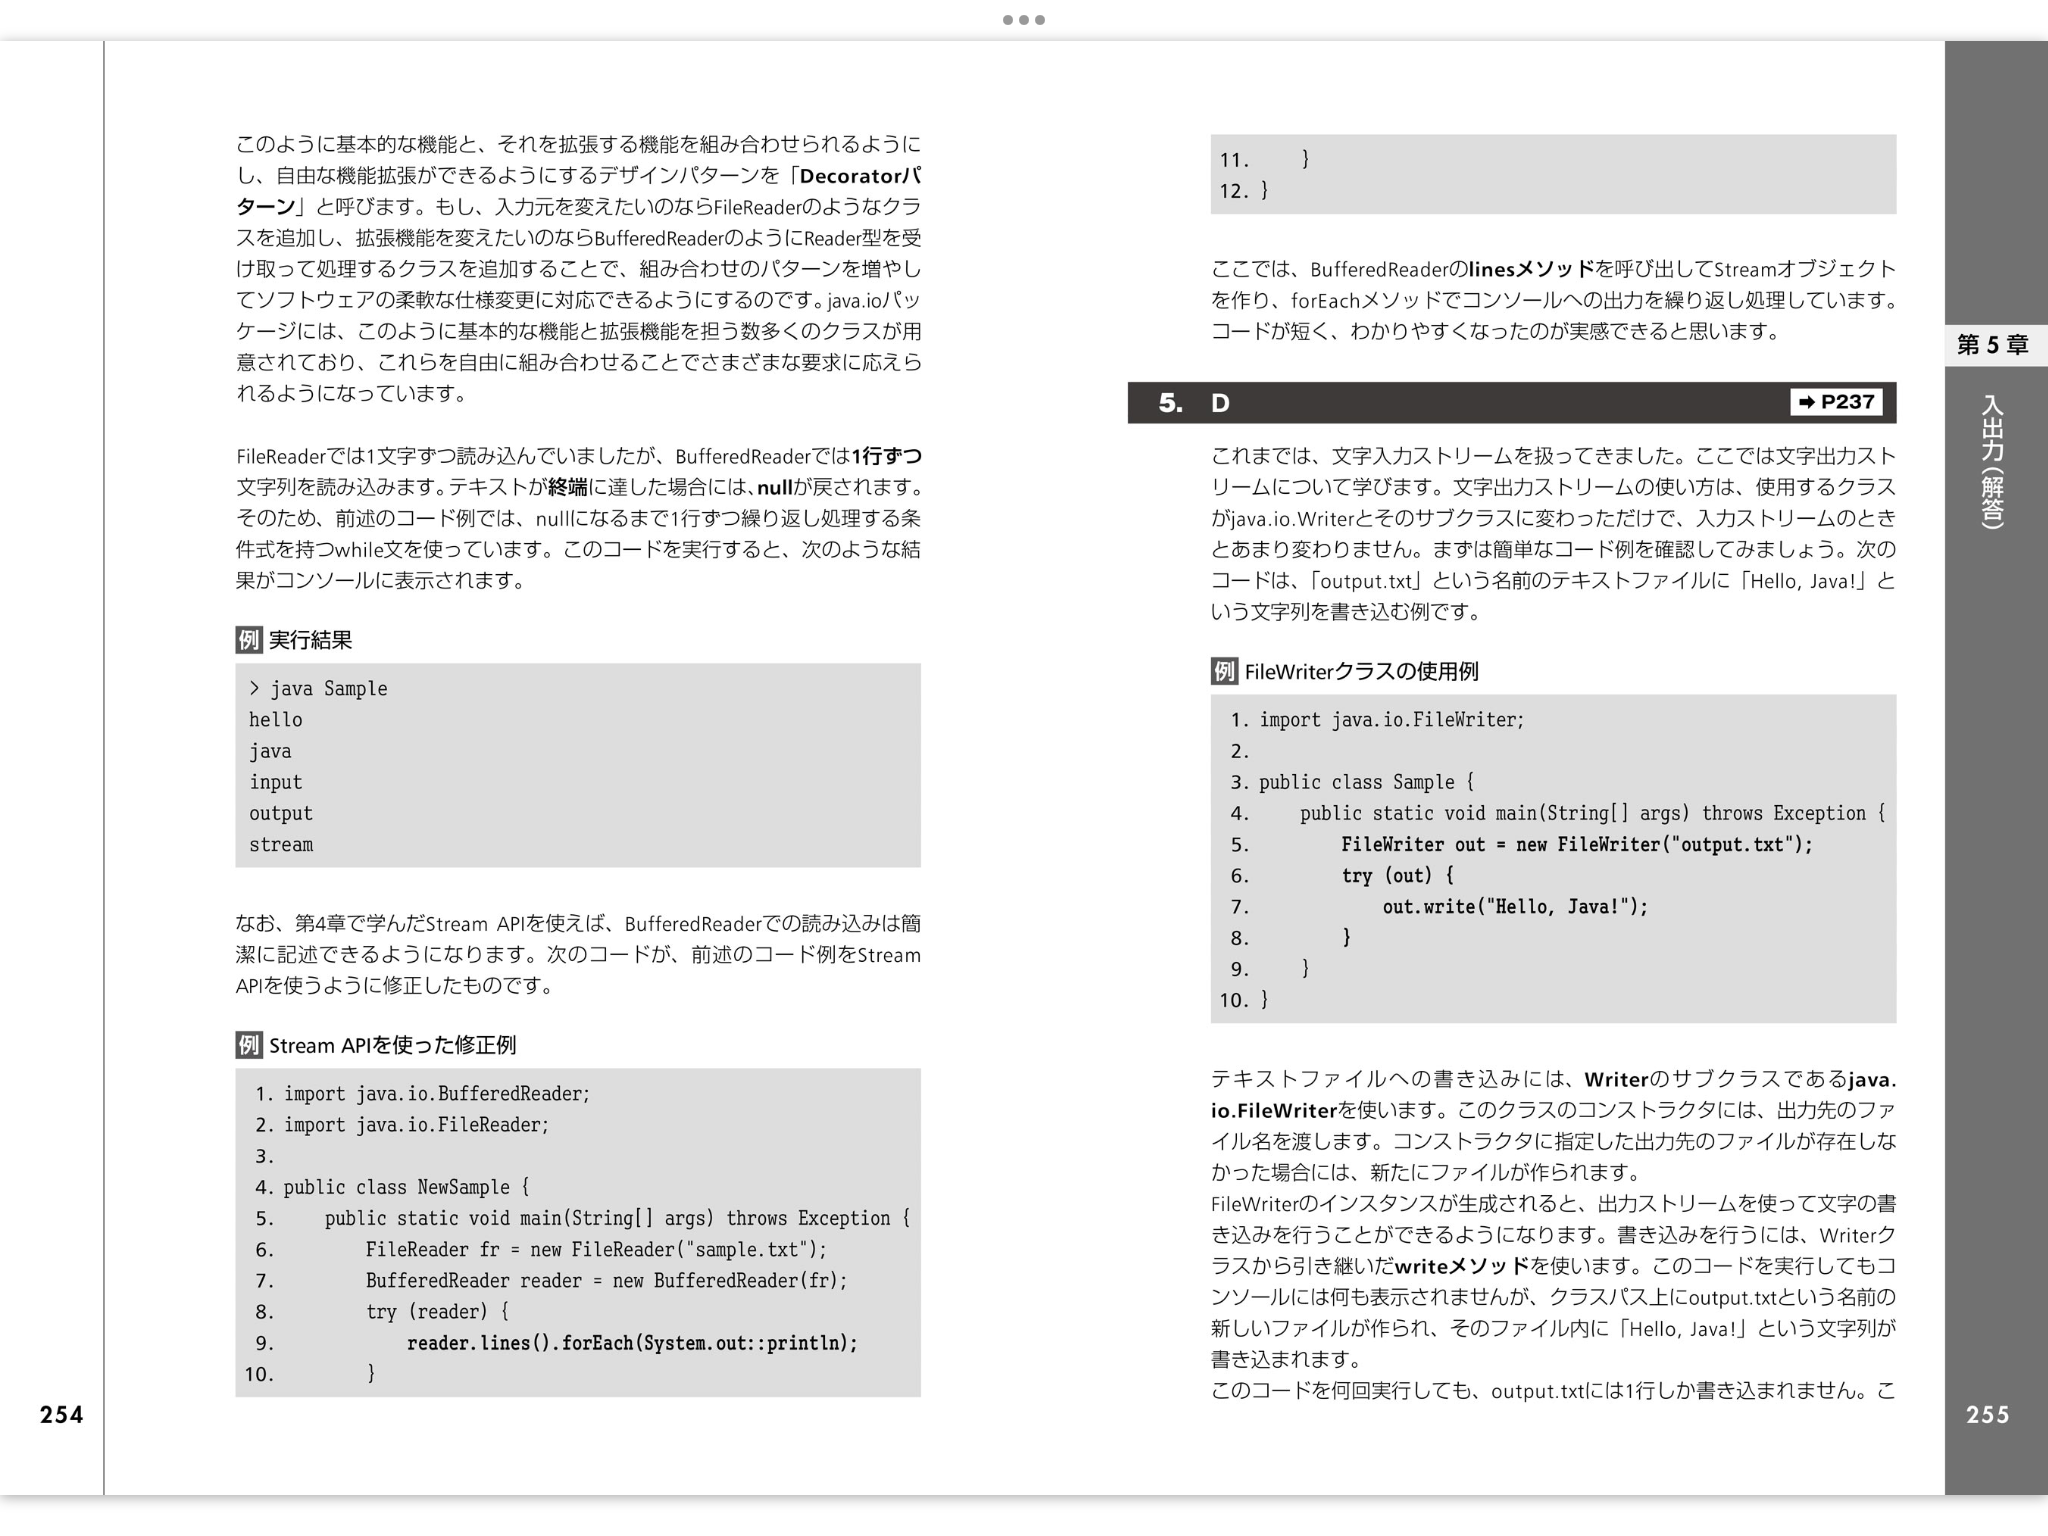 このように基本的な機能と、それを拡張する機能を組み合わせられるように
し、自由な機能拡張ができるようにするデザインパターンを「Decoratorパ
ターン」と呼びます。もし、入力元を変えたいのならFileReaderのようなクラ
スを追加し、拡張機能を変えたいのならBufferedReaderのようにReader型を受
け取って処理するクラスを追加することで、組み合わせのパターンを増やし
てソフトウェアの柔軟な仕様変更に対応できるようにするのです。java.ioパッ
ケージには、このように基本的な機能と拡張機能を担う数多くのクラスが用
意されており、これらを自由に組み合わせることでさまざまな要求に応えら
れるようになっています。
FileReaderでは1文字ずつ読み込んでいましたが、BufferedReaderでは1行ずつ
文字列を読み込みます。テキストが終端に達した場合には、nullが戻されます。
そのため、前述のコード例では、nullになるまで1行ずつ繰り返し処理する条
件式を持つwhile文を使っています。このコードを実行すると、次のような結
果がコンソールに表示されます。
例 実行結果
> java Sample
hello
java
input
output
stream
なお、第4章で学んだStream APIを使えば、BufferedReaderでの読み込みは簡
潔に記述できるようになります。次のコードが、前述のコード例をStream
APIを使うように修正したものです。
例 Stream APIを使った修正例
1. import java.io.BufferedReader;
2. import java.io.FileReader;
3.
4. public class NewSample {
5.     public static void main(String[] args) throws Exception {
6.         FileReader fr = new FileReader("sample.txt");
7.         BufferedReader reader = new BufferedReader(fr);
8.         try (reader) {
9.             reader.lines().forEach(System.out::println);
10.         }
254
11.     }
12. }
ここでは、BufferedReaderのlinesメソッドを呼び出してStreamオブジェクト
を作り、forEachメソッドでコンソールへの出力を繰り返し処理しています。
コードが短く、わかりやすくなったのが実感できると思います。
5. D ➡ P237
これまでは、文字入力ストリームを扱ってきました。ここでは文字出力スト
リームについて学びます。文字出力ストリームの使い方は、使用するクラス
がjava.io.Writerとそのサブクラスに変わっただけで、入力ストリームのとき
とあまり変わりません。まずは簡単なコード例を確認してみましょう。次の
コードは、「output.txt」という名前のテキストファイルに「Hello, Java!」と
いう文字列を書き込む例です。
例 FileWriterクラスの使用例
1. import java.io.FileWriter;
2.
3. public class Sample {
4.     public static void main(String[] args) throws Exception {
5.         FileWriter out = new FileWriter("output.txt");
6.         try (out) {
7.             out.write("Hello, Java!");
8.         }
9.     }
10. }
テキストファイルへの書き込みには、Writerのサブクラスであるjava.
io.FileWriterを使います。このクラスのコンストラクタには、出力先のファ
イル名を渡します。コンストラクタに指定した出力先のファイルが存在しな
かった場合には、新たにファイルが作られます。
FileWriterのインスタンスが生成されると、出力ストリームを使って文字の書
き込みを行うことができるようになります。書き込みを行うには、Writerク
ラスから引き継いだwriteメソッドを使います。このコードを実行してもコ
ンソールには何も表示されませんが、クラスパス上にoutput.txtという名前の
新しいファイルが作られ、そのファイル内に「Hello, Java!」という文字列が
書き込まれます。
このコードを何回実行しても、output.txtには1行しか書き込まれません。こ
第5章
入出力(解答)
255